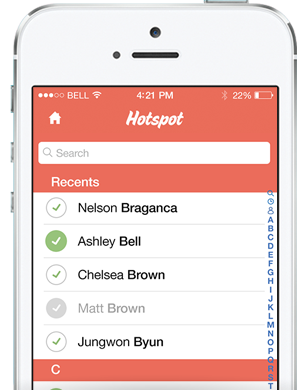 BELL 4:21 PM 22%
Hotspot
Search
Recents
Nelson Braganca
Ashley Bell
Chelsea Brown
Matt Brown
Jungwon Byun
C
A
B
C
D
E
F
G
H
I
J
K
L
M
N
O
P
Q
R
S
T